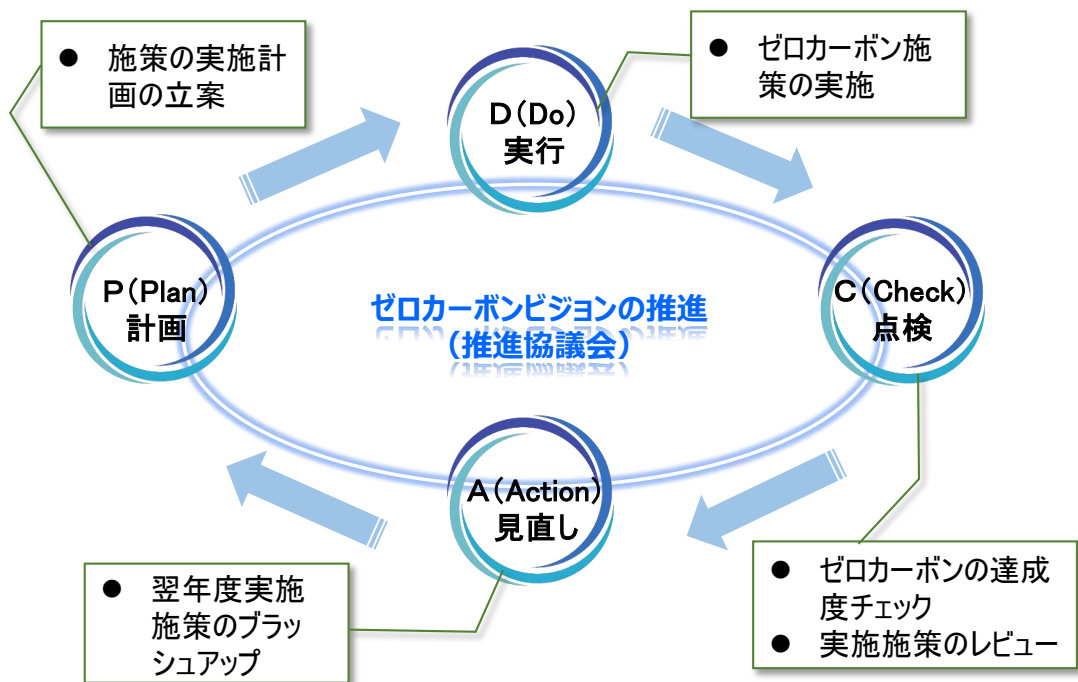 ● 施策の実施計
画の立案
D(Do)
実行
● ゼロカーボン施
策の実施
P(Plan)
計画
ゼロカーボンビジョンの推進
(推進協議会)
C(Check)
点検
A(Action)
見直し
● 翌年度実施
施策のブラッ
シュアップ
● ゼロカーボンの達成
度チェック
● 実施施策のレビュー